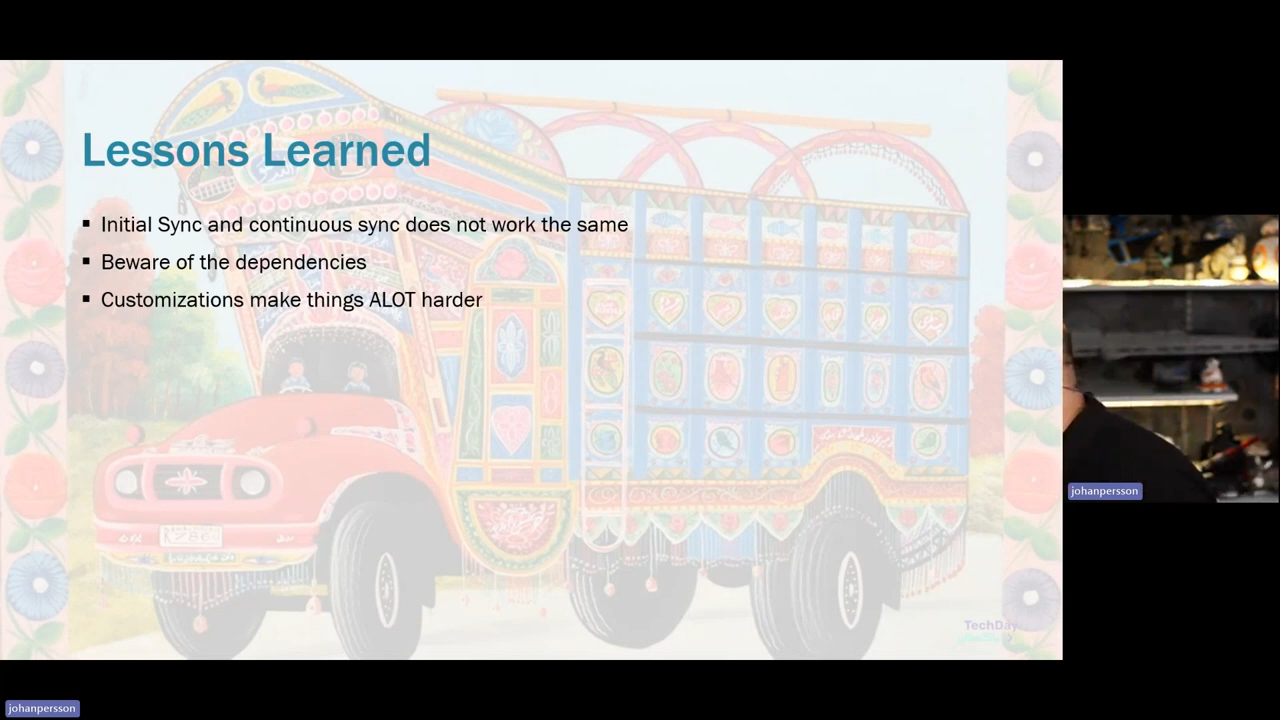 Lessons Learned
▪ Initial Sync and continuous sync does not work the same
▪ Beware of the dependencies
▪ Customizations make things ALOT harder
TechDay
johanpersson
johanpersson